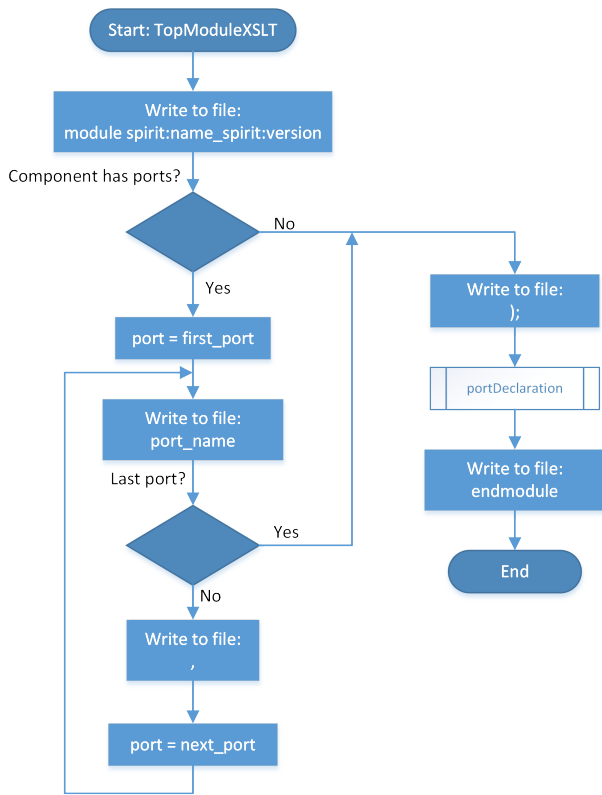 Start: TopModuleXSLT
Write to file:
module spirit:name_spirit:version
Component has ports?
No
Yes
port = first_port
Write to file:
port_name
Last port?
Yes
No
Write to file:
,
port = next_port
Write to file:
);
portDeclaration
Write to file:
endmodule
End